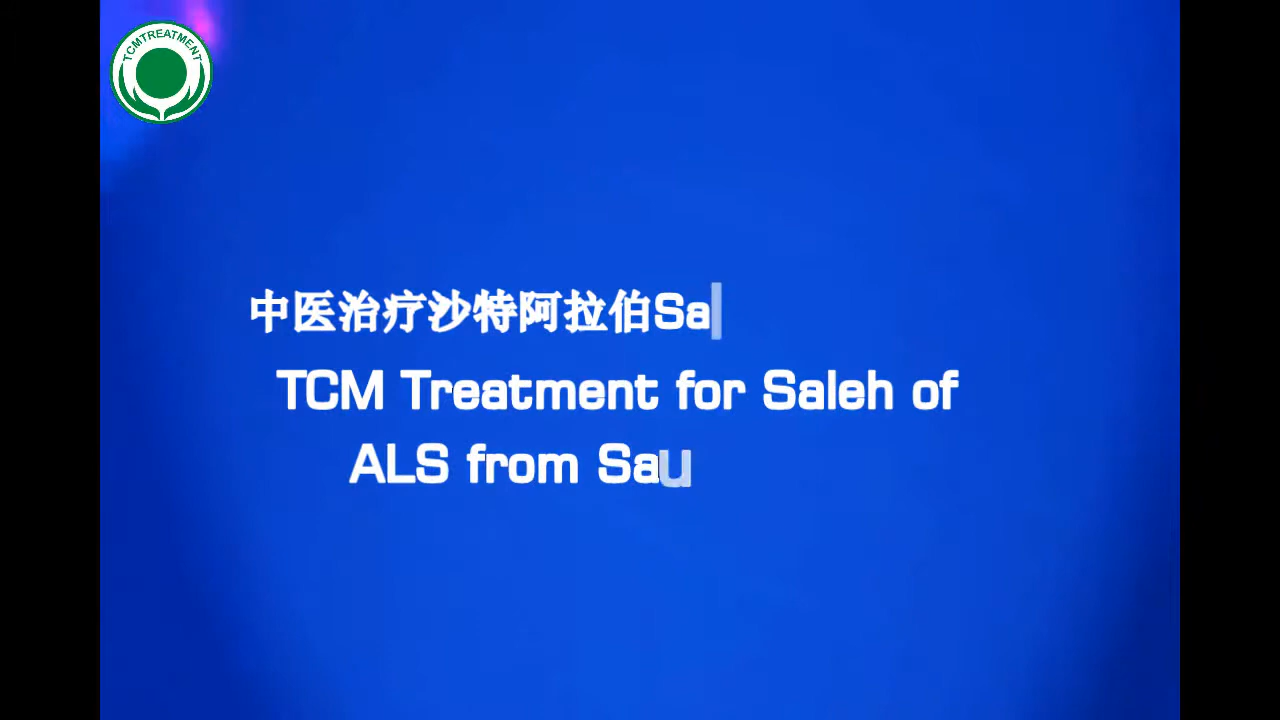 TCMTREATMENT
中医治疗沙特阿拉伯Sal
TCM Treatment for Saleh of
ALS from Sau